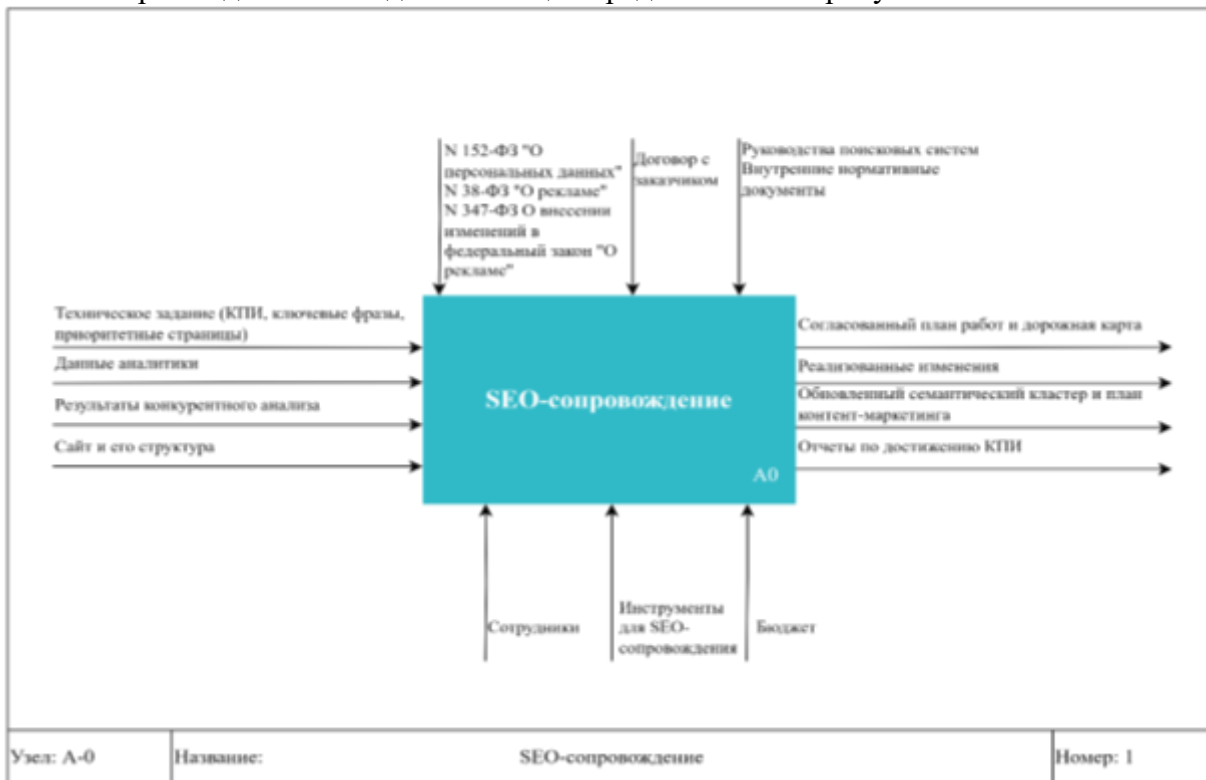 N 152-ФЗ "О
персональных данных"
N 38-ФЗ "О рекламе"
N 347-ФЗ О внесении
изменений в
федеральный закон "О
рекламе"
Договор с
заказчиком
Руководства поисковых систем
Внутренние нормативные
документы
Техническое задание (КПИ, ключевые фразы,
приоритетные страницы)
Данные аналитики
Результаты конкурентного анализа
Сайт и его структура
SEO-сопровождение
A0
Согласованный план работ и дорожная карта
Реализованные изменения
Обновленный семантический кластер и план
контент-маркетинга
Отчеты по достижению КПИ
Сотрудники
Инструменты
для SEO-
сопровождения
Бюджет
Узел: A-0
Название:
SEO-сопровождение
Номер: 1